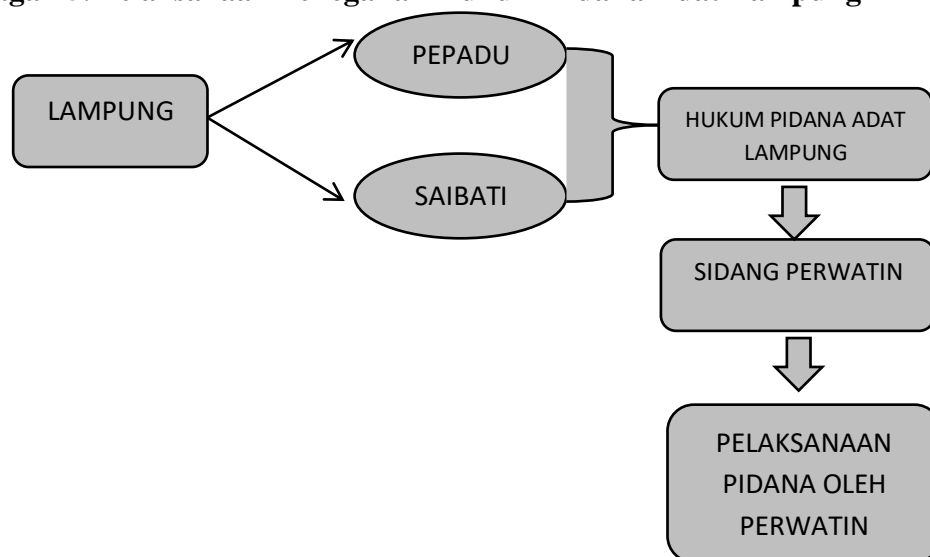 LAMPUNG
PEPADU
SAIBATI
HUKUM PIDANA ADAT
LAMPUNG
SIDANG PERWATIN
PELAKSANAAN
PIDANA OLEH
PERWATIN